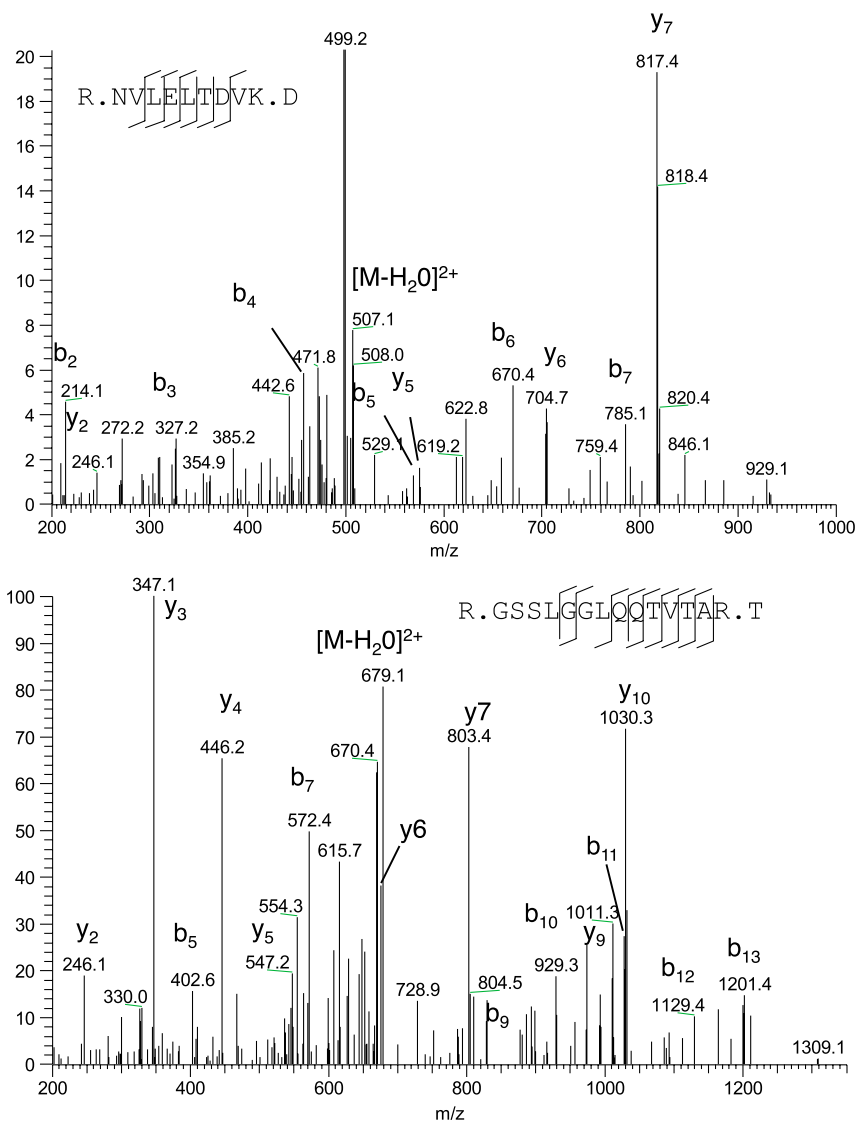 y7
499.2
20
817.4
R.NVLELTDVK.D
18
16
818.4
14
12
[M-H20]2+
10
b4
507.1
8
b6
b2
471.8
508.0
y6
6
b3
b5
y5
670.4
b7
214.1
442.6
704.7
820.4
4
y2
622.8
785.1
272.2
327.2
385.2
529.1
619.2
759.4
846.1
2
246.1
354.9
929.1
0
200 300 400 500 600 700 800 900 1000
m/z
347.1
100
y3
R.GSSLGGLQQTVTAR.T
90
[M-H20]2+
679.1
80
y10
y4
y7
1030.3
70
446.2
803.4
670.4
b7
60
572.4
50
615.7
y6
b11
40
554.3
b10
1011.3
30
y2
b5
y5
y9
b13
246.1
547.2
929.3
b12
20
402.6
1201.4
330.0
728.9
804.5
b9
1129.4
10
1309.1
0
200 400 600 800 1000 1200
m/z